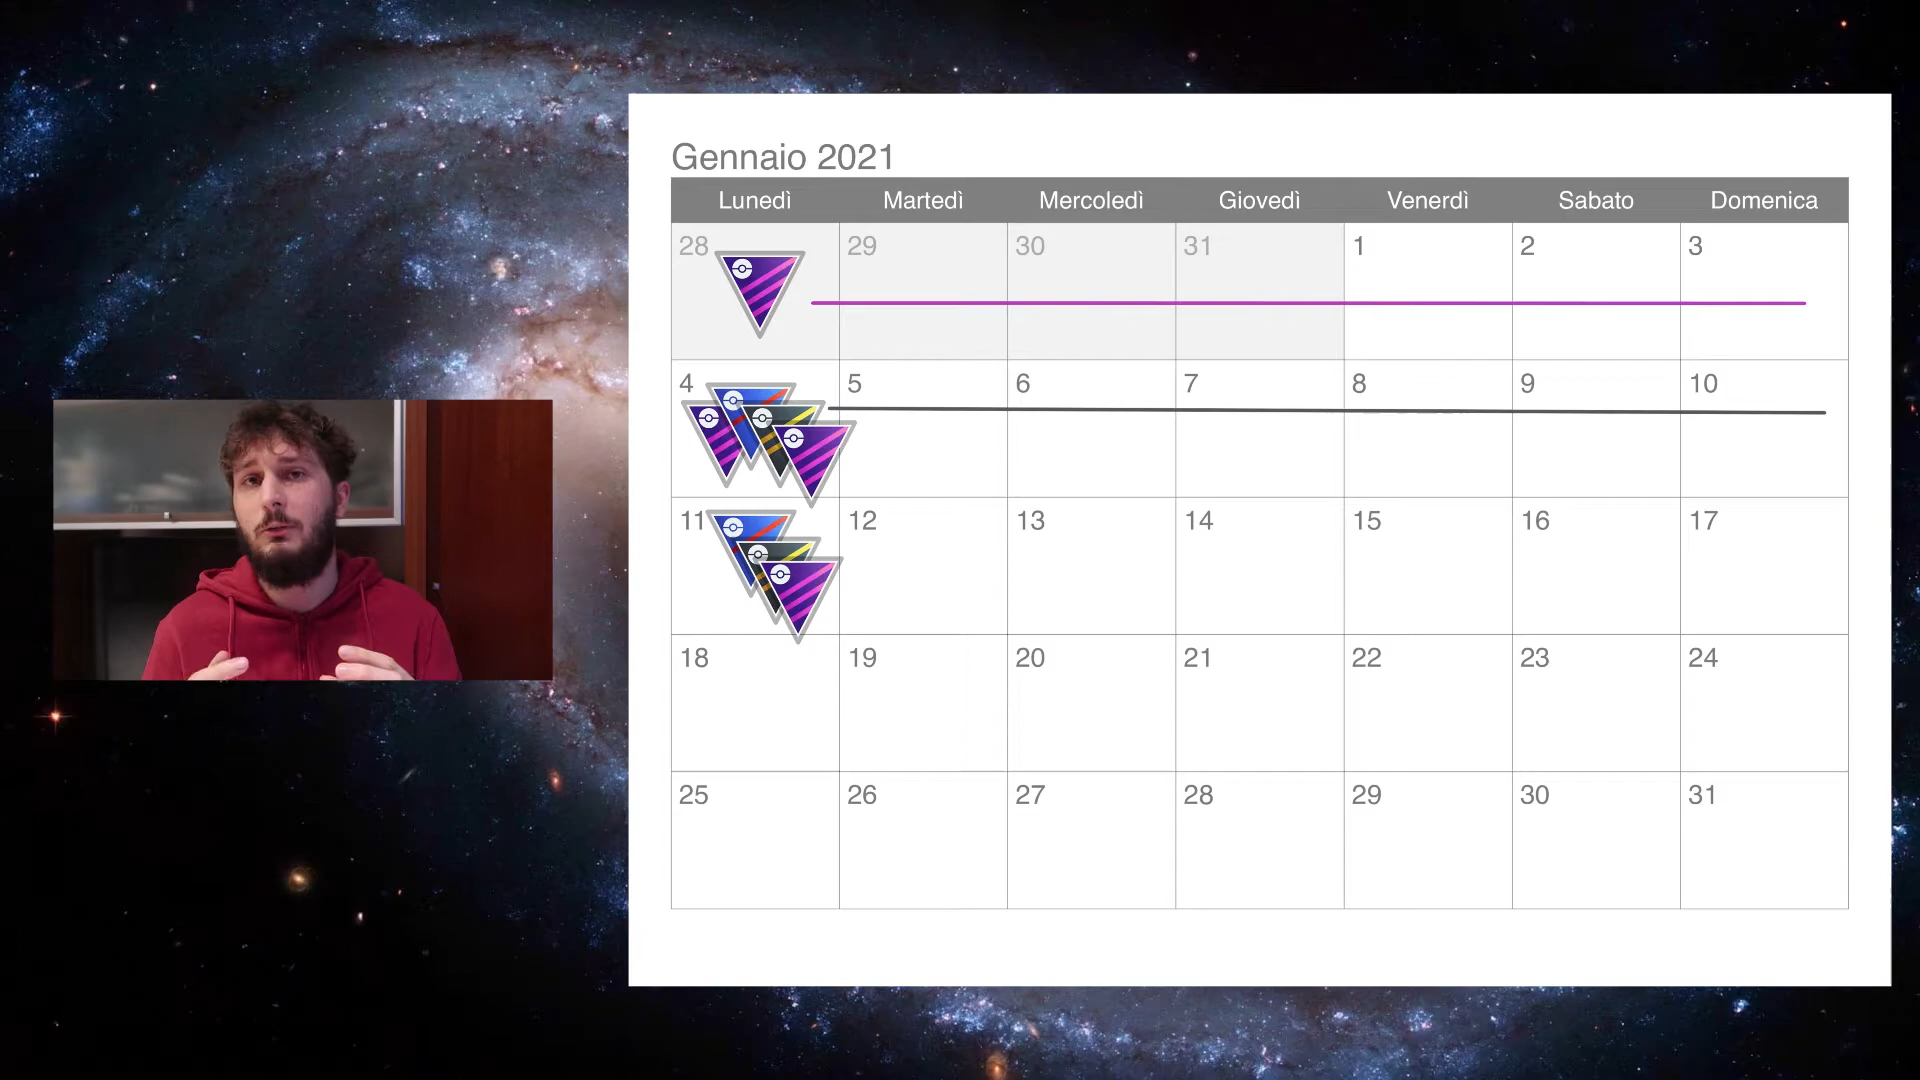 Gennaio 2021
Lunedì Martedì Mercoledì Giovedì Venerdì Sabato Domenica
28 29 30 31 1 2 3
4 5 6 7 8 9 10
11 12 13 14 15 16 17
18 19 20 21 22 23 24
25 26 27 28 29 30 31